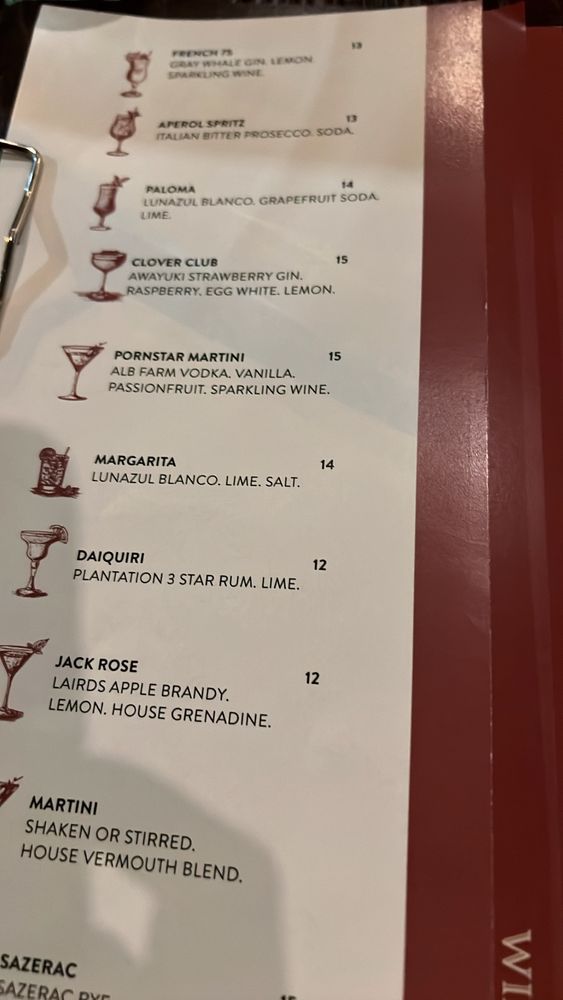 FRENCH 75 13
GRAY WHALE GIN. LEMON.
SPARKLING WINE.
APEROL SPRITZ 13
ITALIAN BITTER PROSECCO. SODA.
PALOMA 14
LUNAZUL BLANCO. GRAPEFRUIT SODA.
LIME.
CLOVER CLUB 15
AWAYUKI STRAWBERRY GIN.
RASPBERRY. EGG WHITE. LEMON.
PORNSTAR MARTINI 15
ALB FARM VODKA. VANILLA.
PASSIONFRUIT. SPARKLING WINE.
MARGARITA 14
LUNAZUL BLANCO. LIME. SALT.
DAIQUIRI 12
PLANTATION 3 STAR RUM. LIME.
JACK ROSE 12
LAIRDS APPLE BRANDY.
LEMON. HOUSE GRENADINE.
MARTINI
SHAKEN OR STIRRED.
HOUSE VERMOUTH BLEND.
SAZERAC
SAZERAC RYE
WI